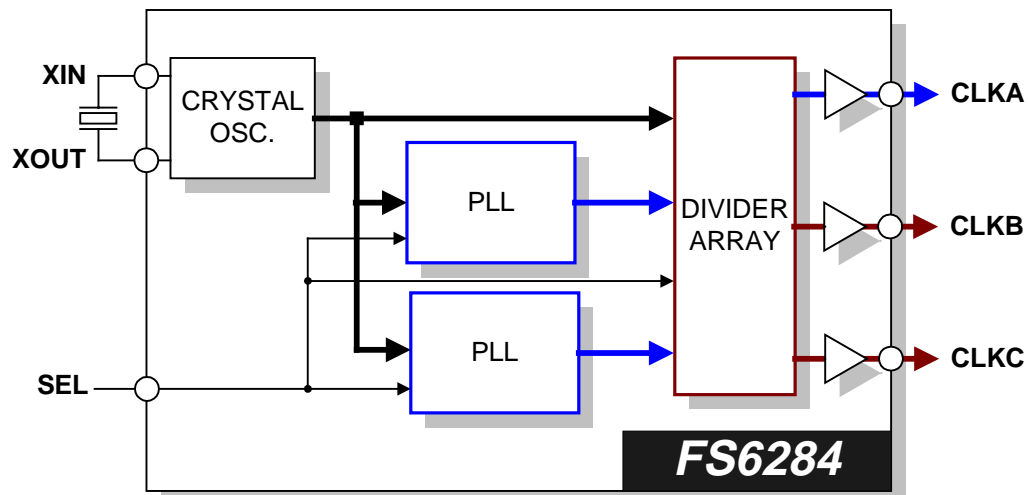 XIN
XOUT
CRYSTAL
OSC.
PLL
PLL
DIVIDER
ARRAY
CLKA
CLKB
CLKC
SEL
FS6284